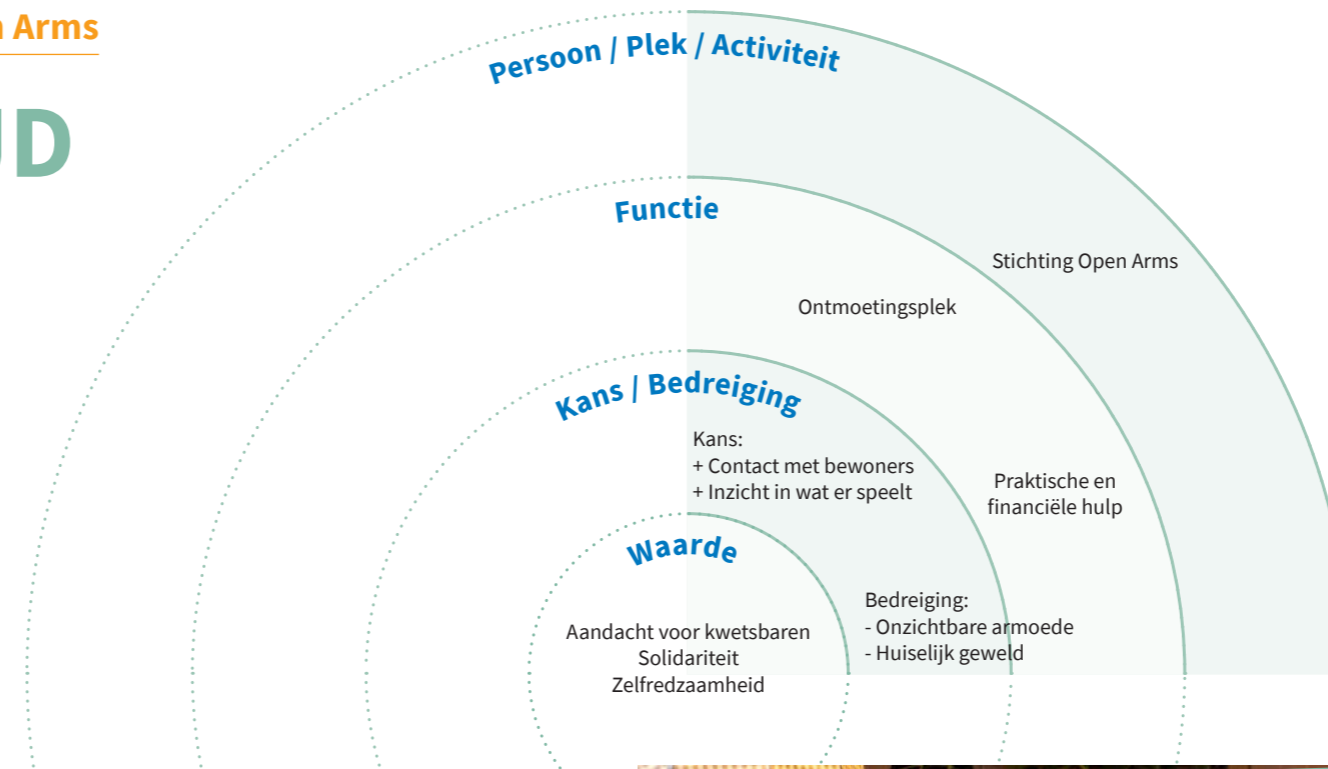 Arms
UD
Persoon / Plek / Activiteit
Functie
Stichting Open Arms
Ontmoetingsplek
Kans / Bedreiging
Kans:
+ Contact met bewoners
+ Inzicht in wat er speelt
Praktische en
financiële hulp
Waarde
Bedreiging:
- Onzichtbare armoede
- Huiselijk geweld
Aandacht voor kwetsbaren
Solidariteit
Zelfredzaamheid